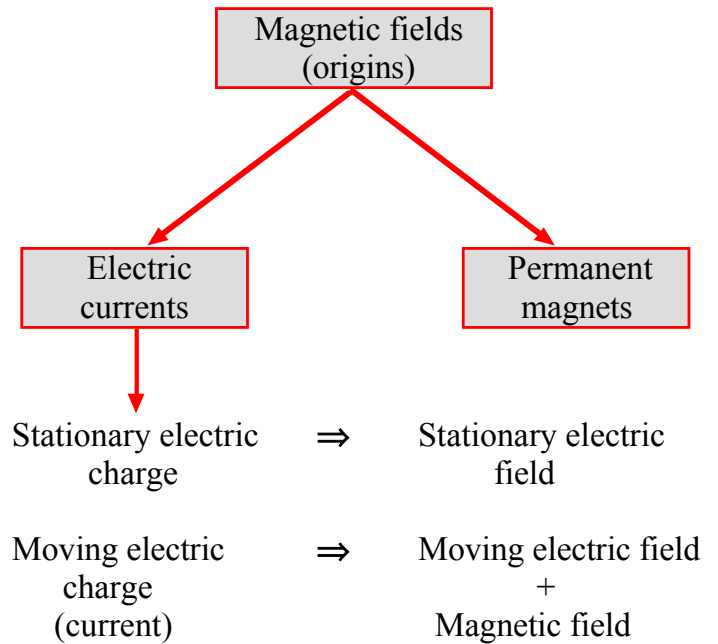 Magnetic fields
(origins)
Electric
currents
Permanent
magnets
Stationary electric ⇒ Stationary electric
charge field
Moving electric ⇒ Moving electric field
charge +
(current) Magnetic field